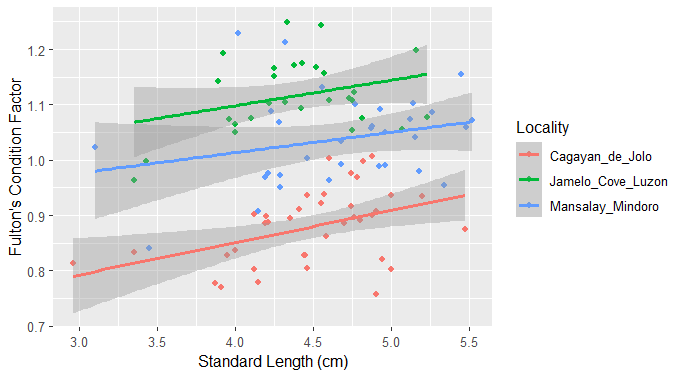 Fulton's Condition Factor
1.2
1.1
1.0
0.9
0.8
0.7
3.0 3.5 4.0 4.5 5.0 5.5
Standard Length (cm)
Locality
Cagayan_de_Jolo
Jamelo_Cove_Luzon
Mansalay_Mindoro